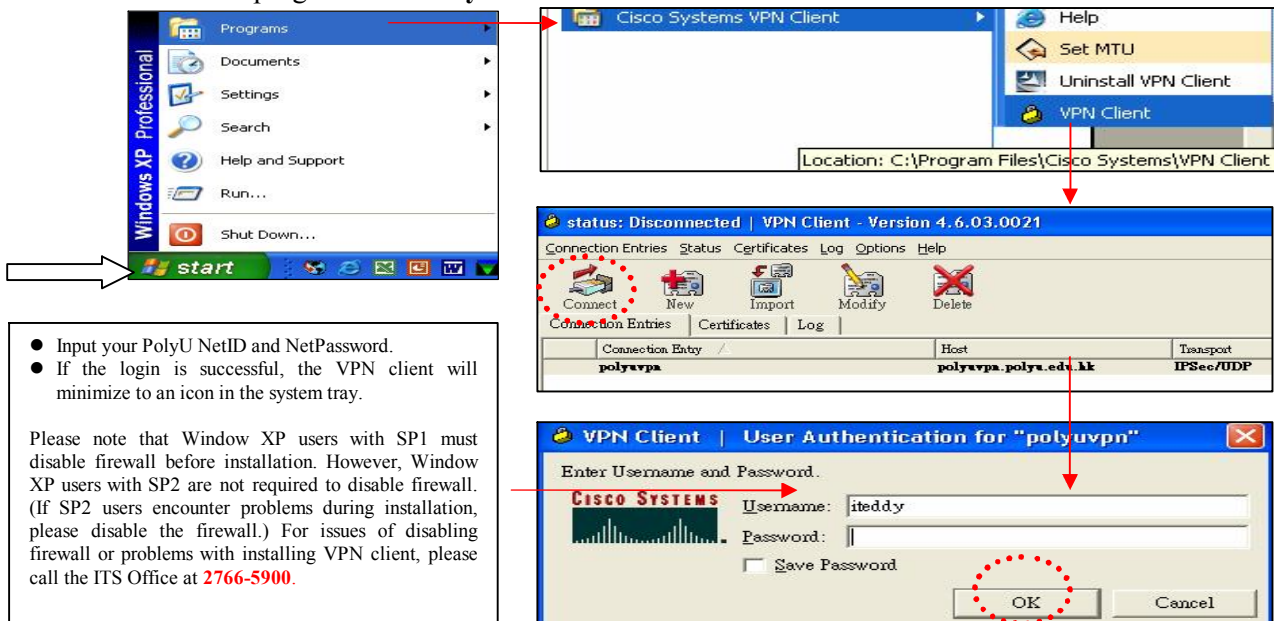 Programs
Documents
Settings
Search
Help and Support
Run...
Shut Down...
Windows XP Professional
start
Cisco Systems VPN Client
Help
Set MTU
Uninstall VPN Client
VPN Client
Location: C:\Program Files\Cisco Systems\VPN Client
status: Disconnected | VPN Client - Version 4.6.03.0021
Connection Entries Status Certificates Log Options Help
Connect New Import Modify Delete
Connection Entries Certificates Log
Connection Entry Host Transport
polyuvpn polyuvpn.polyu.edu.hk IPSec/UDP
● Input your PolyU NetID and NetPassword.
● If the login is successful, the VPN client will
minimize to an icon in the system tray.
Please note that Window XP users with SP1 must
disable firewall before installation. However, Window
XP users with SP2 are not required to disable firewall.
(If SP2 users encounter problems during installation,
please disable the firewall.) For issues of disabling
firewall or problems with installing VPN client, please
call the ITS Office at 2766-5900.
VPN Client | User Authentication for "polyuvpn"
Enter Username and Password.
CISCO SYSTEMS
Username: iteddy
Password:
Save Password
OK Cancel